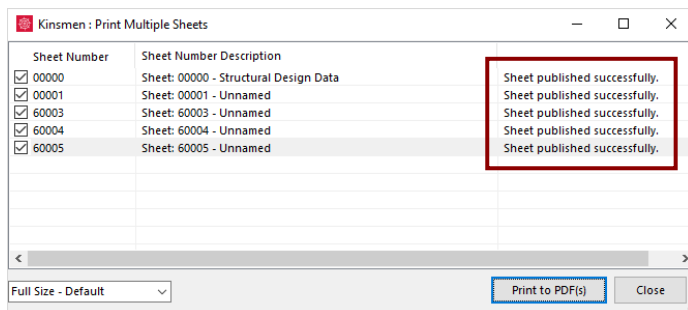 Kinsmen : Print Multiple Sheets
Sheet Number Sheet Number Description
00000 Sheet: 00000 - Structural Design Data Sheet published successfully.
00001 Sheet: 00001 - Unnamed Sheet published successfully.
60003 Sheet: 60003 - Unnamed Sheet published successfully.
60004 Sheet: 60004 - Unnamed Sheet published successfully.
60005 Sheet: 60005 - Unnamed Sheet published successfully.
Full Size - Default Print to PDF(s) Close